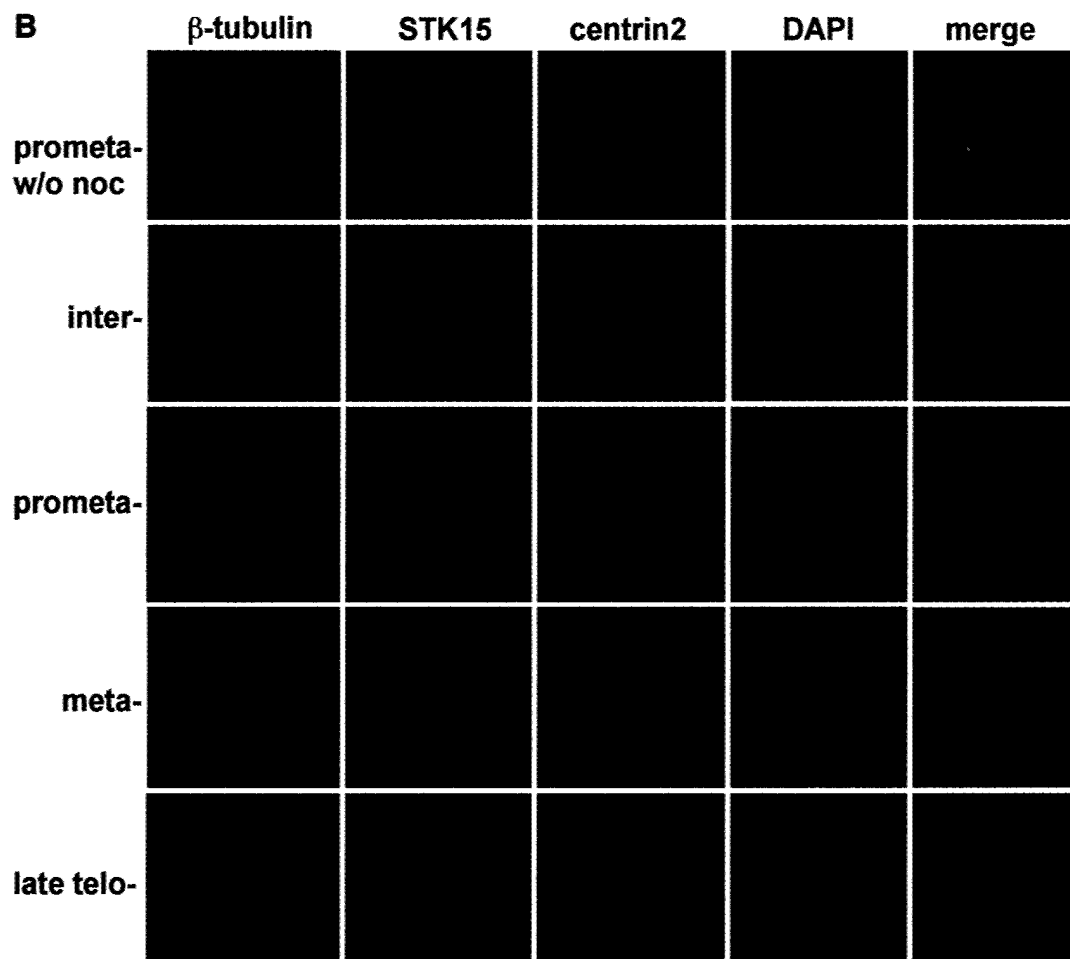 B β-tubulin STK15 centrin2 DAPI merge
prometa-
w/o noc
inter-
prometa-
meta-
late telo-